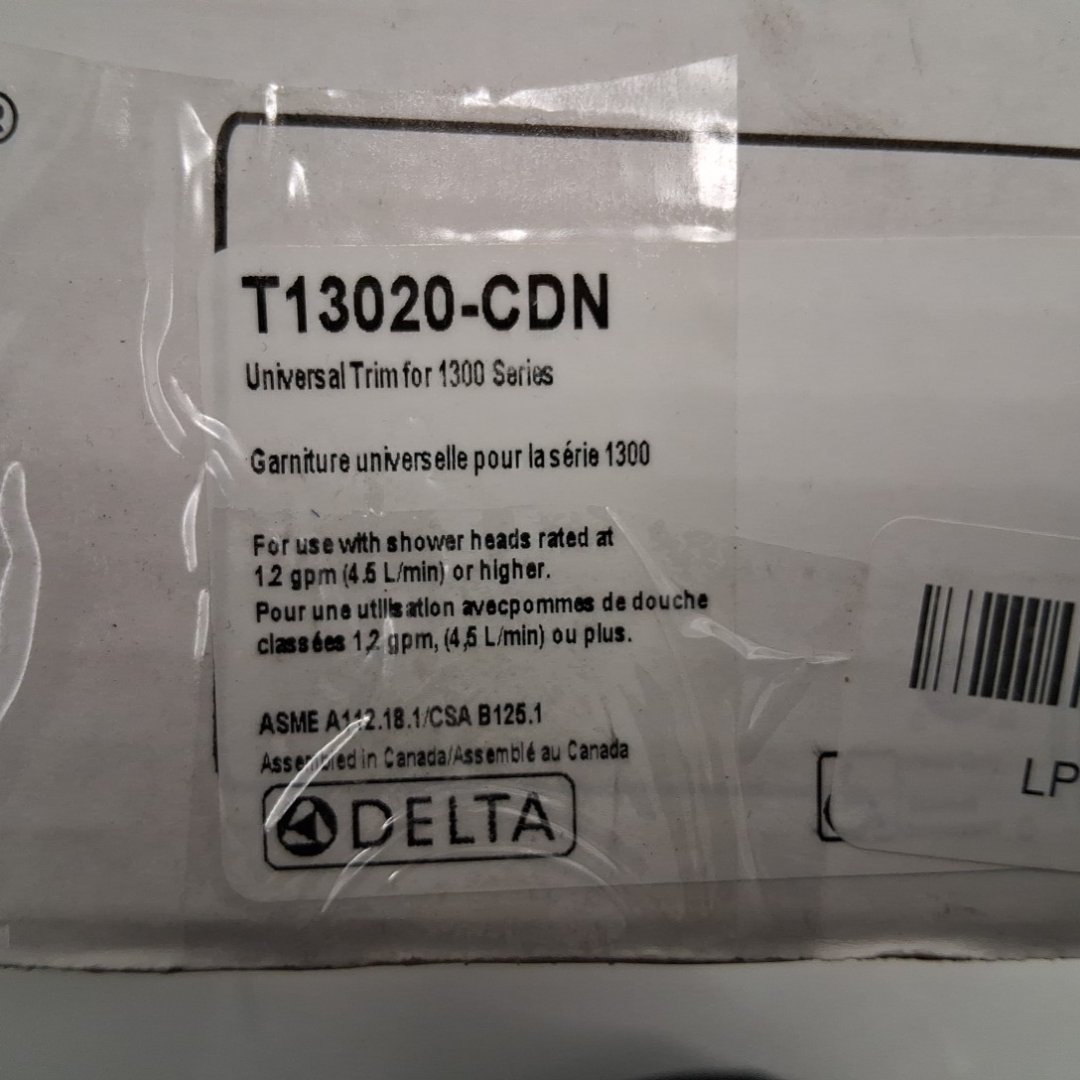 ®
T13020-CDN
Universal Trim for 1300 Series
Garniture universelle pour la série 1300
For use with shower heads rated at
1.2 gpm (4.5 L/min) or higher.
Pour une utilisation avec pommes de douche
classées 1,2 gpm, (4,5 L/min) ou plus.
ASME A112.18.1/CSA B125.1
Assembled in Canada/Assemblé au Canada
DELTA
LP